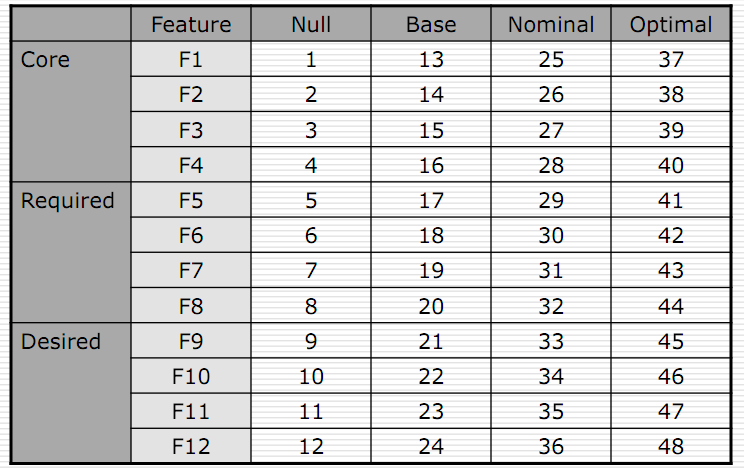 Feature Null Base Nominal Optimal
Core F1 1 13 25 37
F2 2 14 26 38
F3 3 15 27 39
F4 4 16 28 40
Required F5 5 17 29 41
F6 6 18 30 42
F7 7 19 31 43
F8 8 20 32 44
Desired F9 9 21 33 45
F10 10 22 34 46
F11 11 23 35 47
F12 12 24 36 48